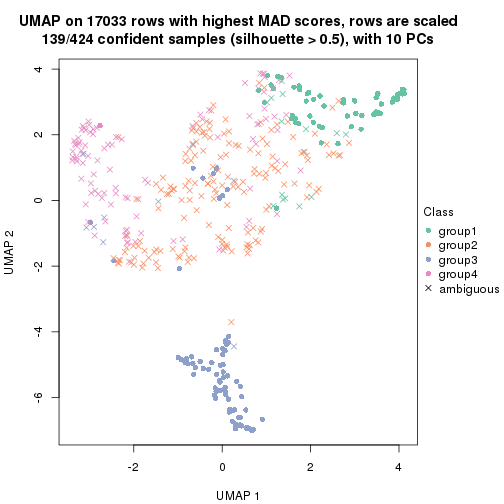 UMAP on 17033 rows with highest MAD scores, rows are scaled
139/424 confident samples (silhouette > 0.5), with 10 PCs
4
2
0
-2
-4
-6
UMAP 2
-2
0
2
4
UMAP 1
Class
group1
group2
group3
group4
ambiguous